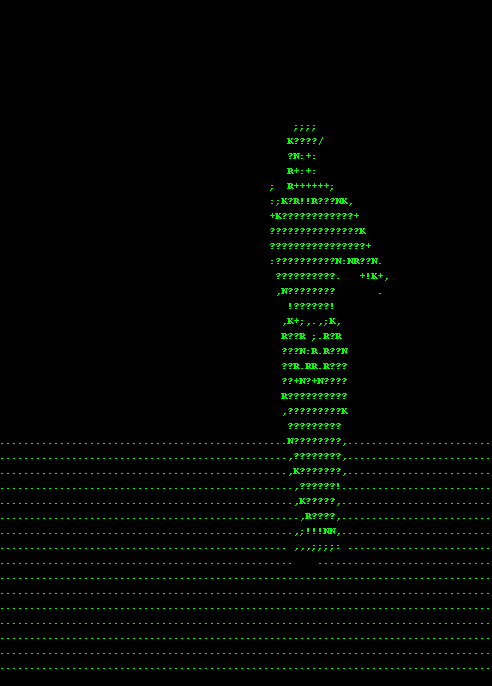 ;;;;
K????/
?N:+:
R+:+:
;  R++++++;
:;K?R!!R???NK,
+K????????????+
???????????????K
????????????????+
:??????????N:NR??N.
??????????.   +!K+,
,N????????       .
!??????!
,K+;,.,;K,
R??R ;.R?R
???N:R.R??N
??R.RR.R???
??+N?+N????
R??????????
,?????????K
?????????
................................................N????????,........................
................................................,????????,........................
................................................,K???????,........................
.................................................,??????!.........................
.................................................,K?????,.........................
..................................................,R????,.........................
................................................ ,;!!!NN,.........................
................................................ ,,,;;;;: ........................
................................................     .............................
..................................................................................
..................................................................................
..................................................................................
..................................................................................
..................................................................................
..................................................................................
..................................................................................